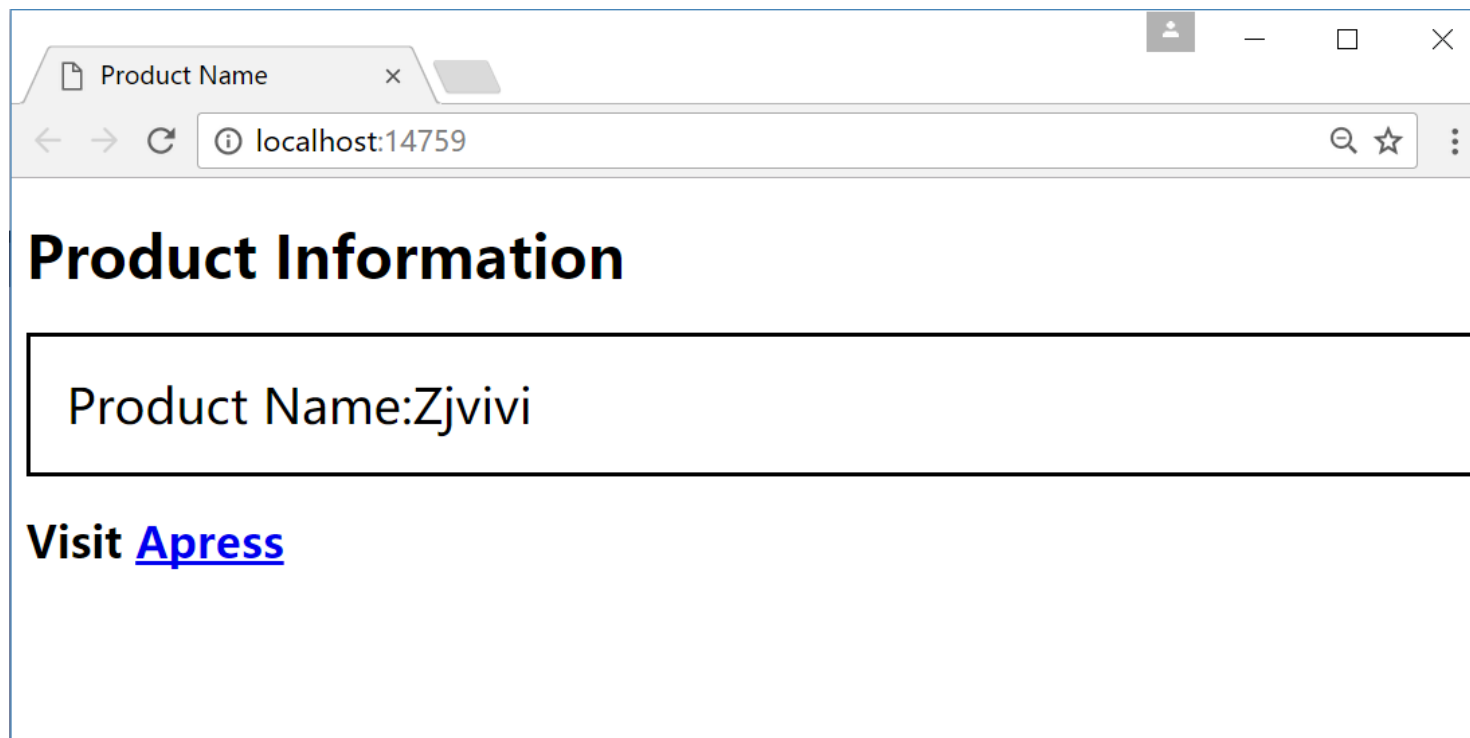 Product Name
localhost:14759
Product Information
Product Name:Zjvivi
Visit Apress